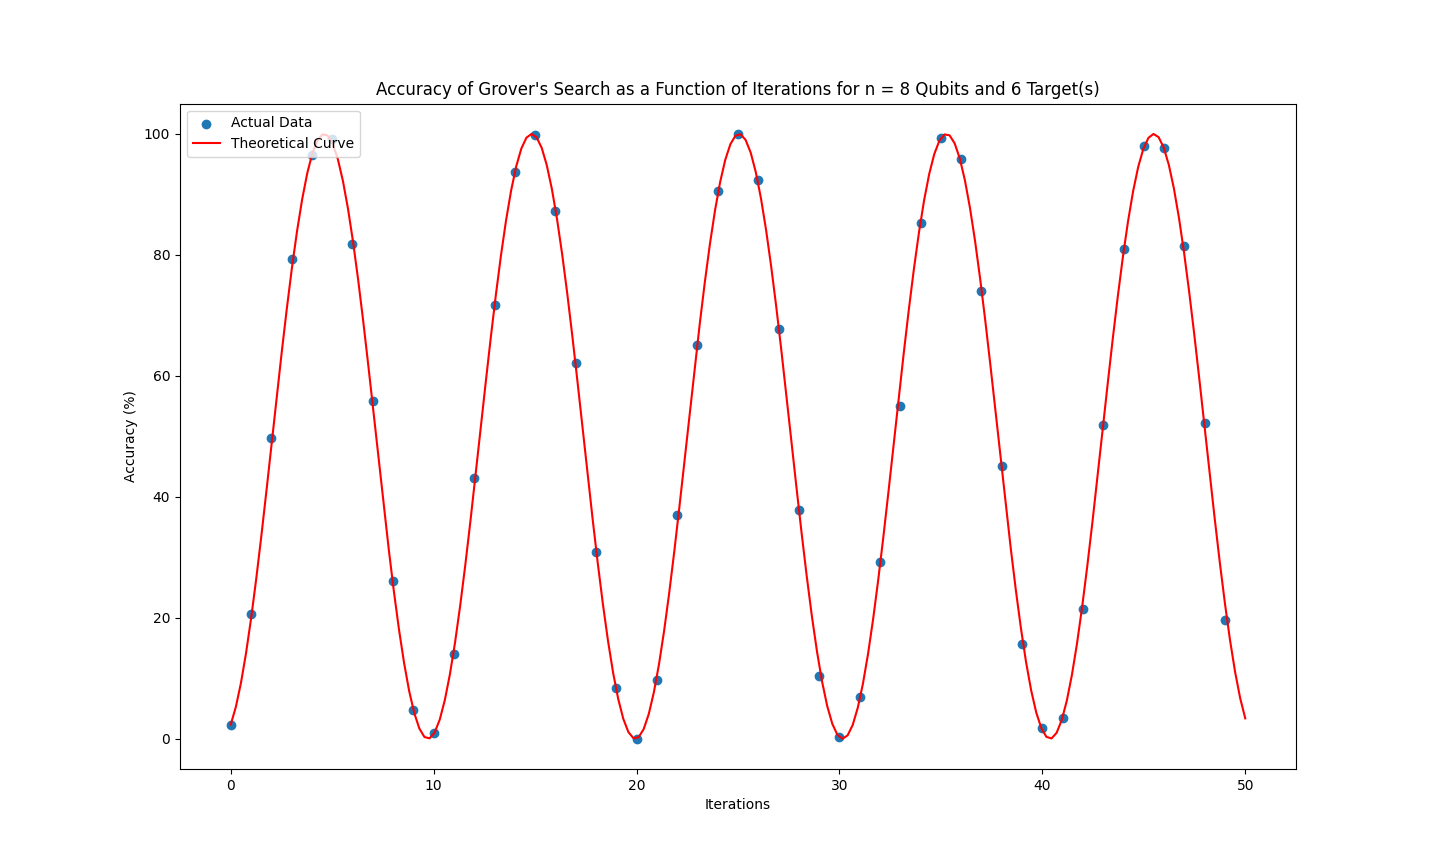 Accuracy of Grover's Search as a Function of Iterations for n = 8 Qubits and 6 Target(s)
Actual Data
Theoretical Curve
100
80
60
40
20
0
Accuracy (%)
0 10 20 30 40 50
Iterations